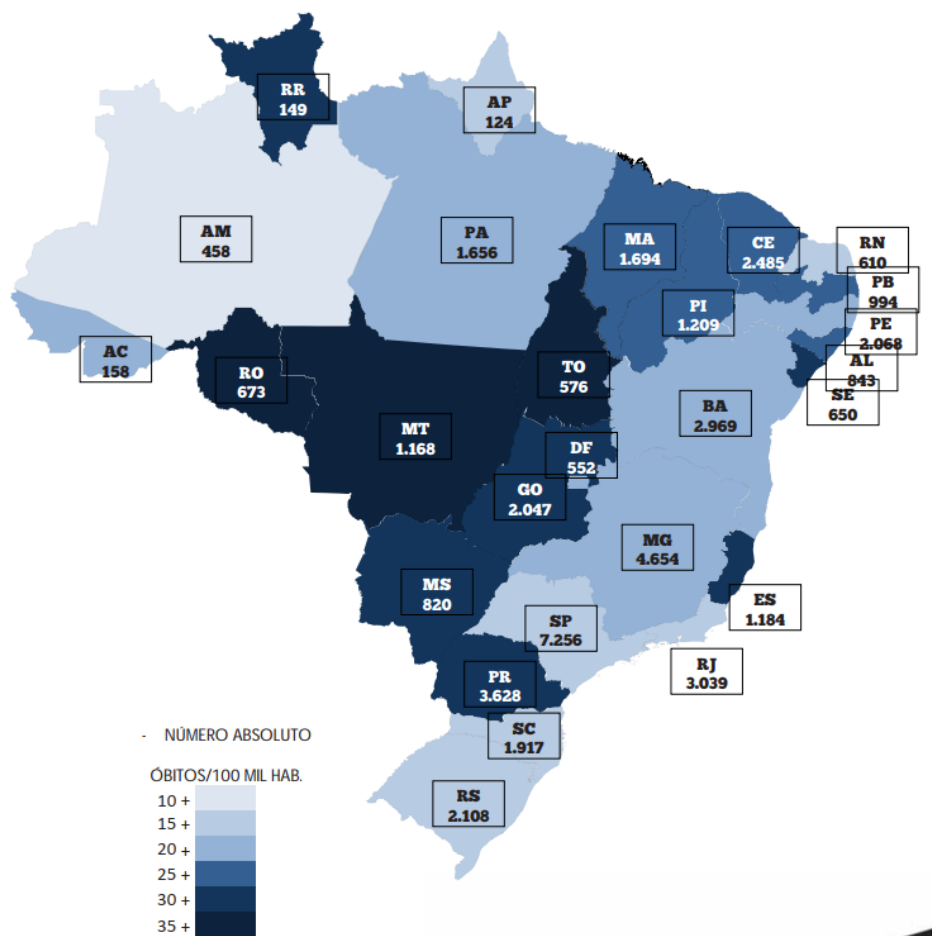 RR
149
AP
124
AM
458
PA
1.656
MA
1.694
CE
2.485
RN
610
PB
994
PI
1.209
PE
2.068
AC
158
RO
673
TO
576
AL
843
SE
650
BA
2.969
MT
1.168
DF
552
GO
2.047
MG
4.654
MS
820
ES
1.184
SP
7.256
RJ
3.039
PR
3.628
SC
1.917
RS
2.108
- NÚMERO ABSOLUTO
ÓBITOS/100 MIL HAB.
10 +
15 +
20 +
25 +
30 +
35 +